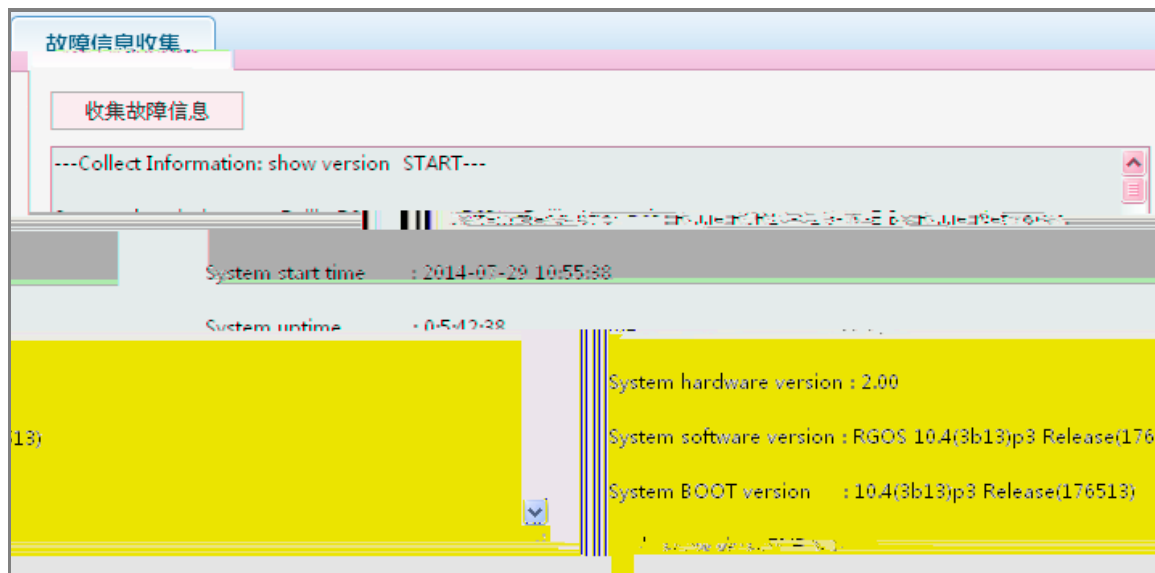 故障信息收集
收集故障信息
---Collect Information: show version START---
System start time : 2014-07-29 10:55:38
System uptime : 0:5:42:38
System hardware version : 2.00
System software version : RGOS 10.4(3b13)p3 Release(176
513)
System BOOT version : 10.4(3b13)p3 Release(176513)